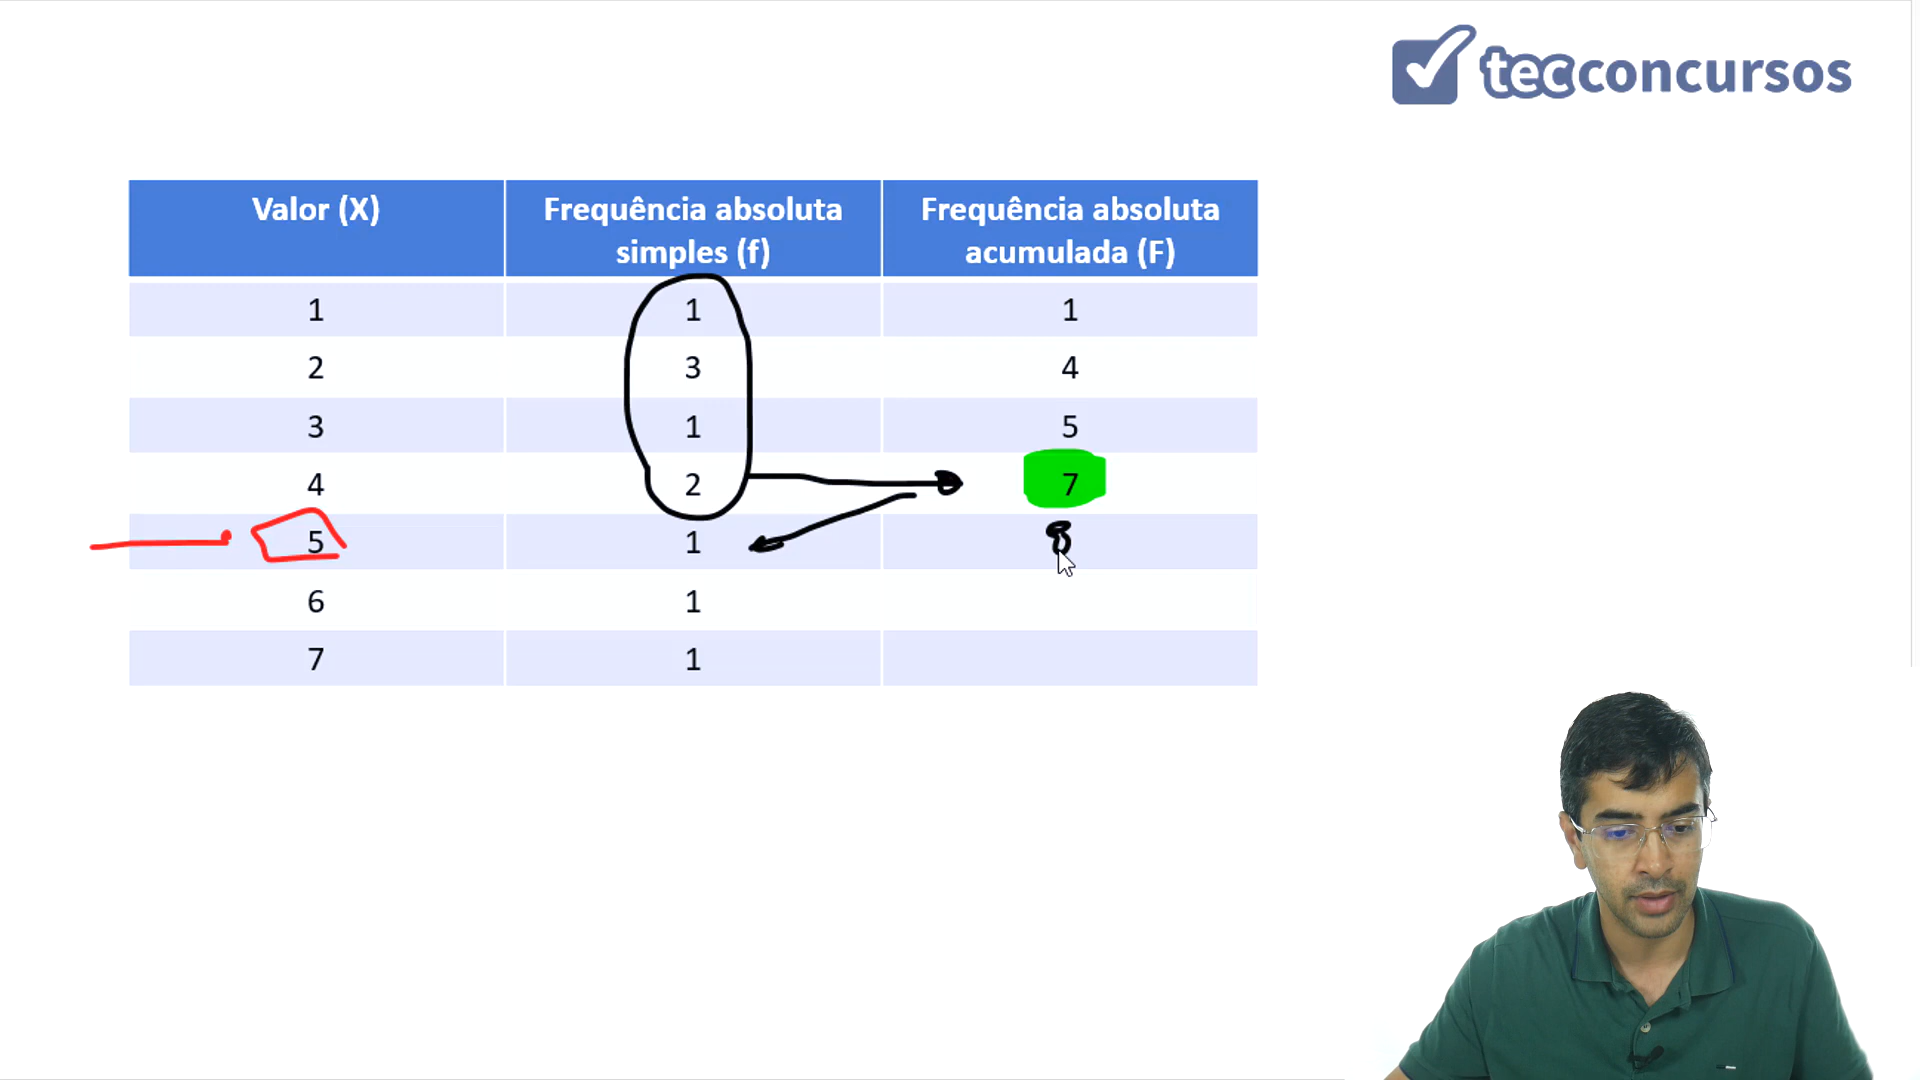 tecconcursos
Valor (X) Frequência absoluta simples (f) Frequência absoluta acumulada (F)
1 1 1
2 3 4
3 1 5
4 2 7
5 1 8
6 1
7 1